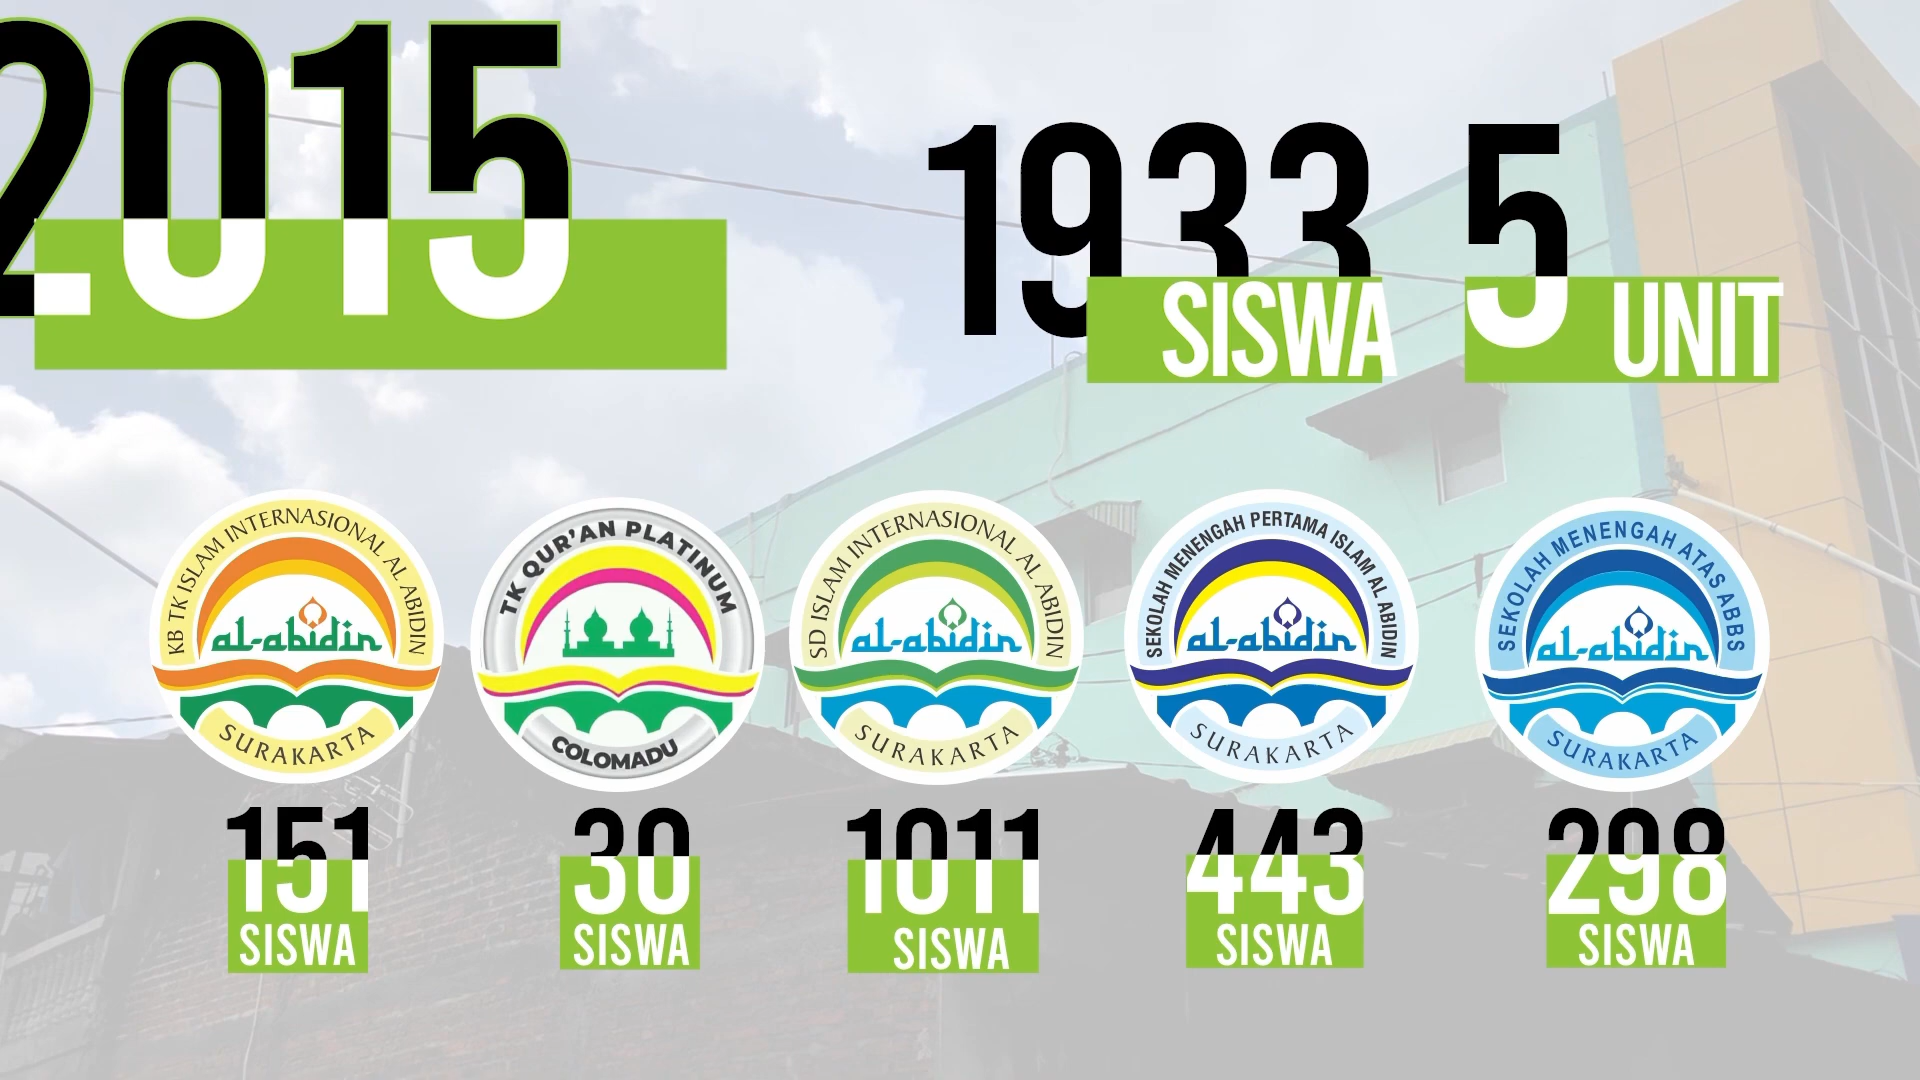 2015
1933 SISWA
5 UNIT
KB TK ISLAM INTERNASIONAL AL ABIDIN
al-abidin
SURAKARTA
151
SISWA
TK QUR'AN PLATINUM
COLOMADU
30
SISWA
SD ISLAM INTERNASIONAL AL ABIDIN
al-abidin
SURAKARTA
1011
SISWA
SEKOLAH MENENGAH PERTAMA ISLAM AL ABIDIN
al-abidin
SURAKARTA
443
SISWA
SEKOLAH MENENGAH ATAS ABBS
al-abidin
SURAKARTA
298
SISWA